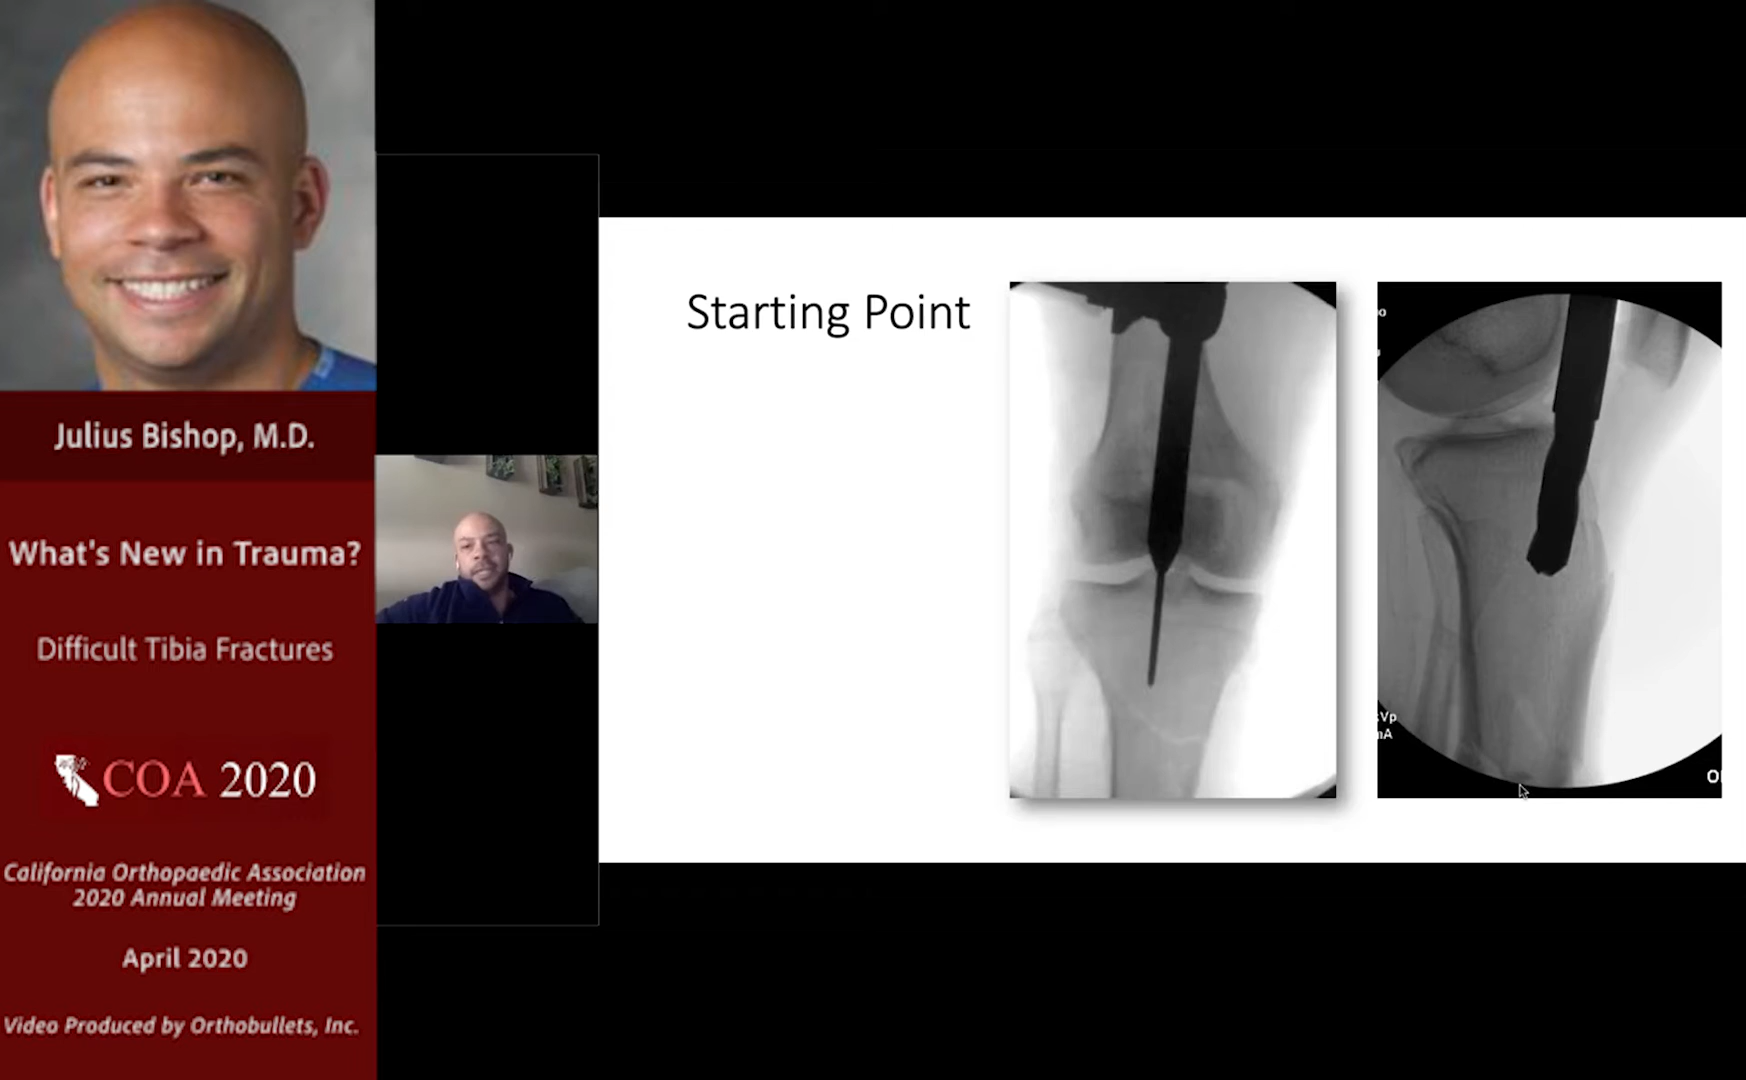 Julius Bishop, M.D.
What's New in Trauma?
Difficult Tibia Fractures
COA 2020
California Orthopaedic Association
2020 Annual Meeting
April 2020
Video Produced by Orthobullets, Inc.
Starting Point